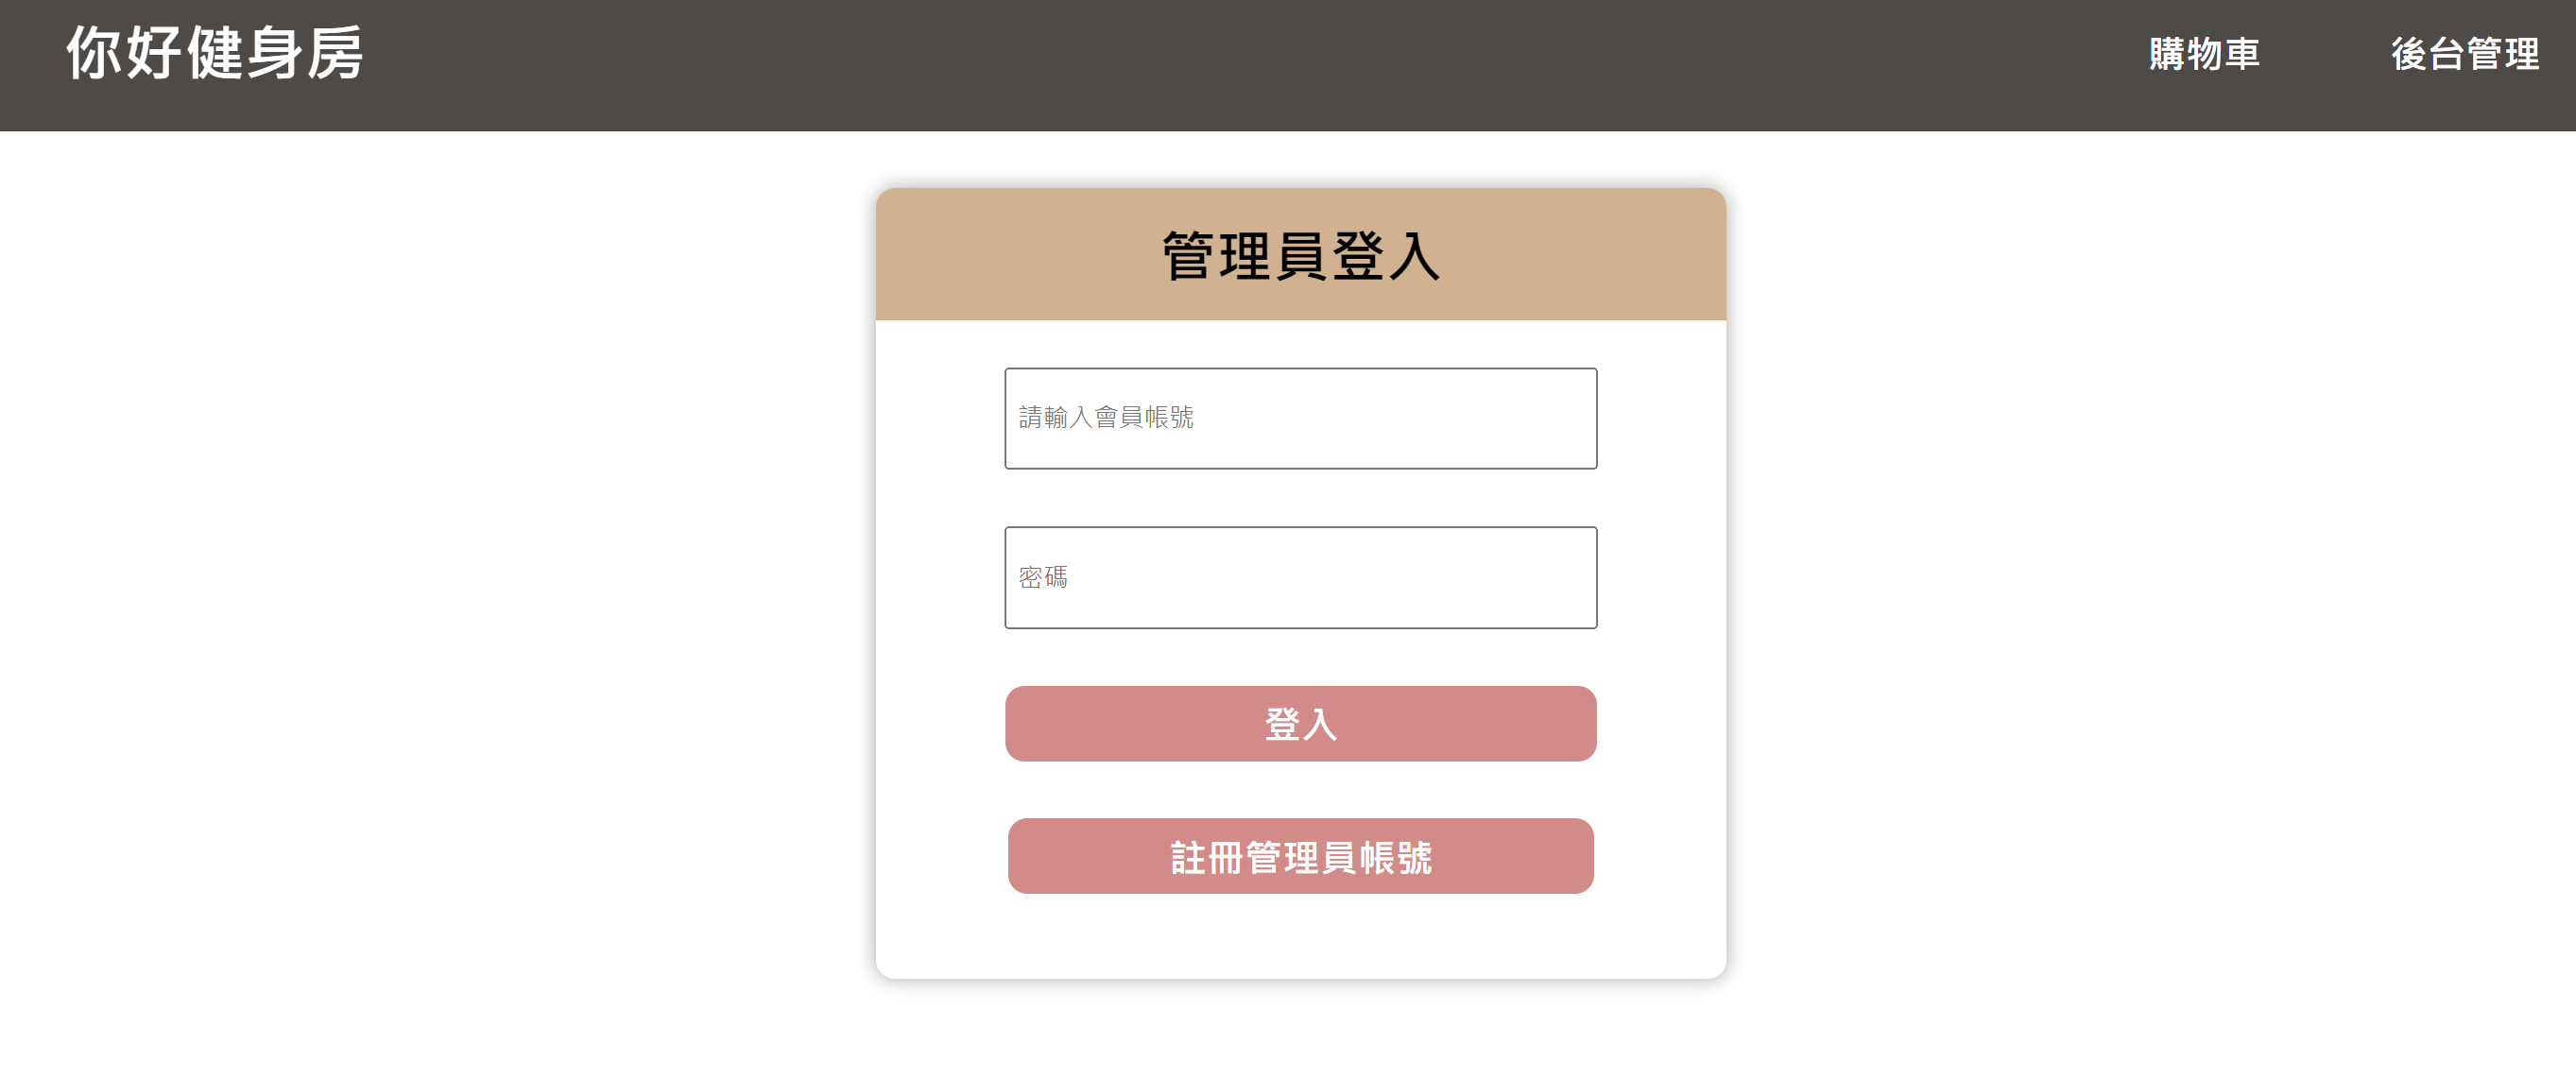 你好健身房
購物車
後台管理
管理員登入
請輸入會員帳號
密碼
登入
註冊管理員帳號